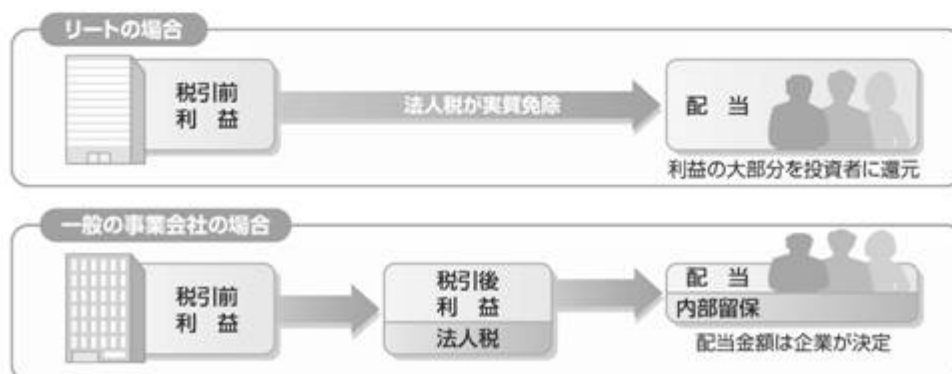 リートの場合
税引前
利 益
法人税が実質免除
配 当
利益の大部分を投資者に還元
一般の事業会社の場合
税引前
利 益
税引後
利 益
法人税
配 当
内部留保
配当金額は企業が決定